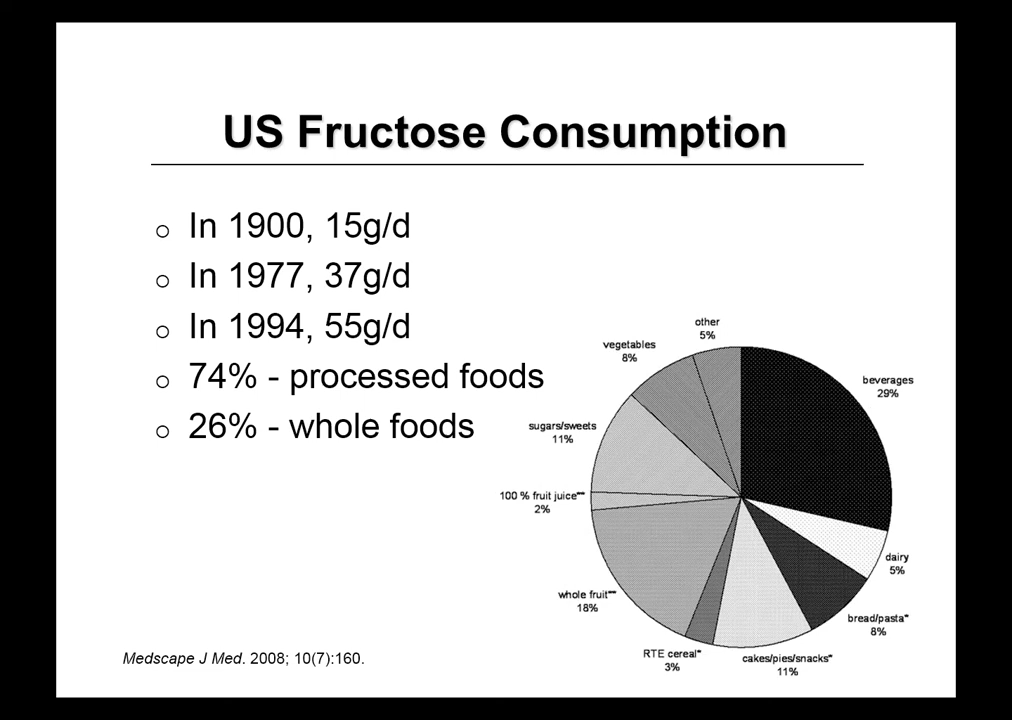 US Fructose Consumption
In 1900, 15g/d
In 1977, 37g/d
In 1994, 55g/d
74% - processed foods
26% - whole foods
other
5%
beverages
29%
dairy
5%
bread/pasta*
8%
cakes/pies/snacks*
11%
RTE cereal*
3%
whole fruit**
18%
100 % fruit juice**
2%
sugars/sweets
11%
vegetables
8%
Medscape J Med. 2008; 10(7):160.